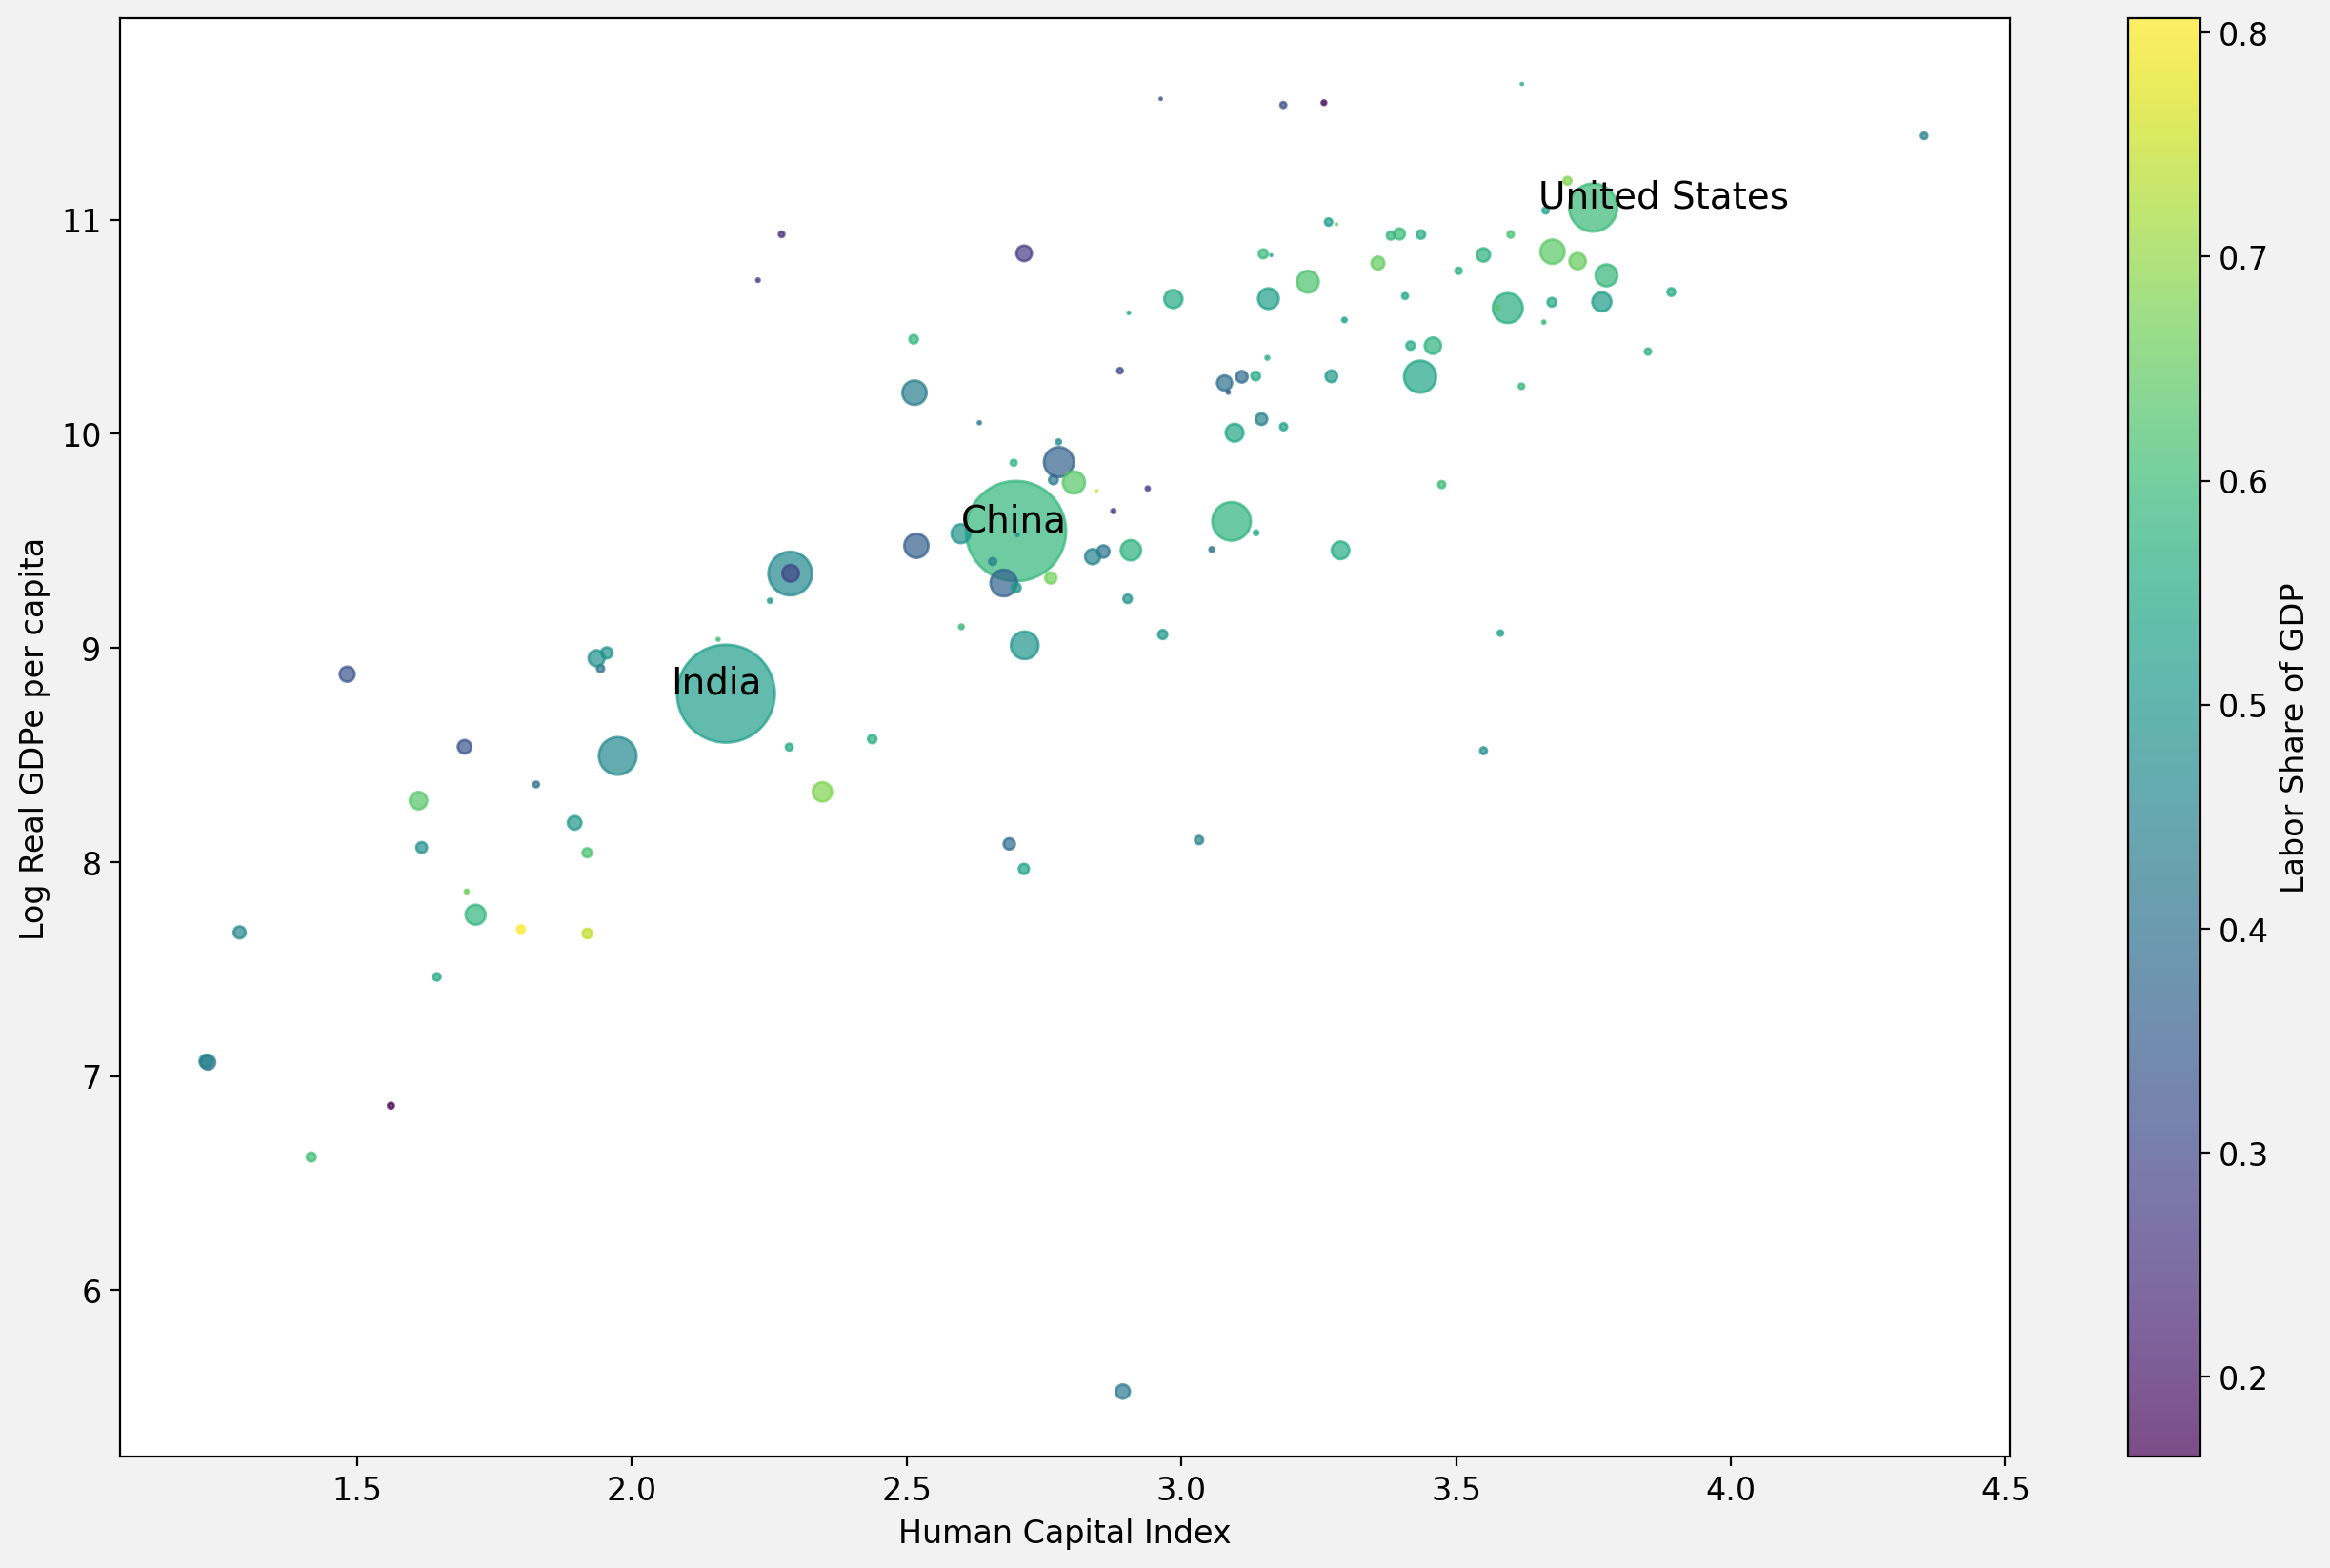 United States
China
India
11
10
9
8
7
6
Log Real GDPe per capita
1.5 2.0 2.5 3.0 3.5 4.0 4.5
Human Capital Index
0.8
0.7
0.6
0.5
0.4
0.3
0.2
Labor Share of GDP